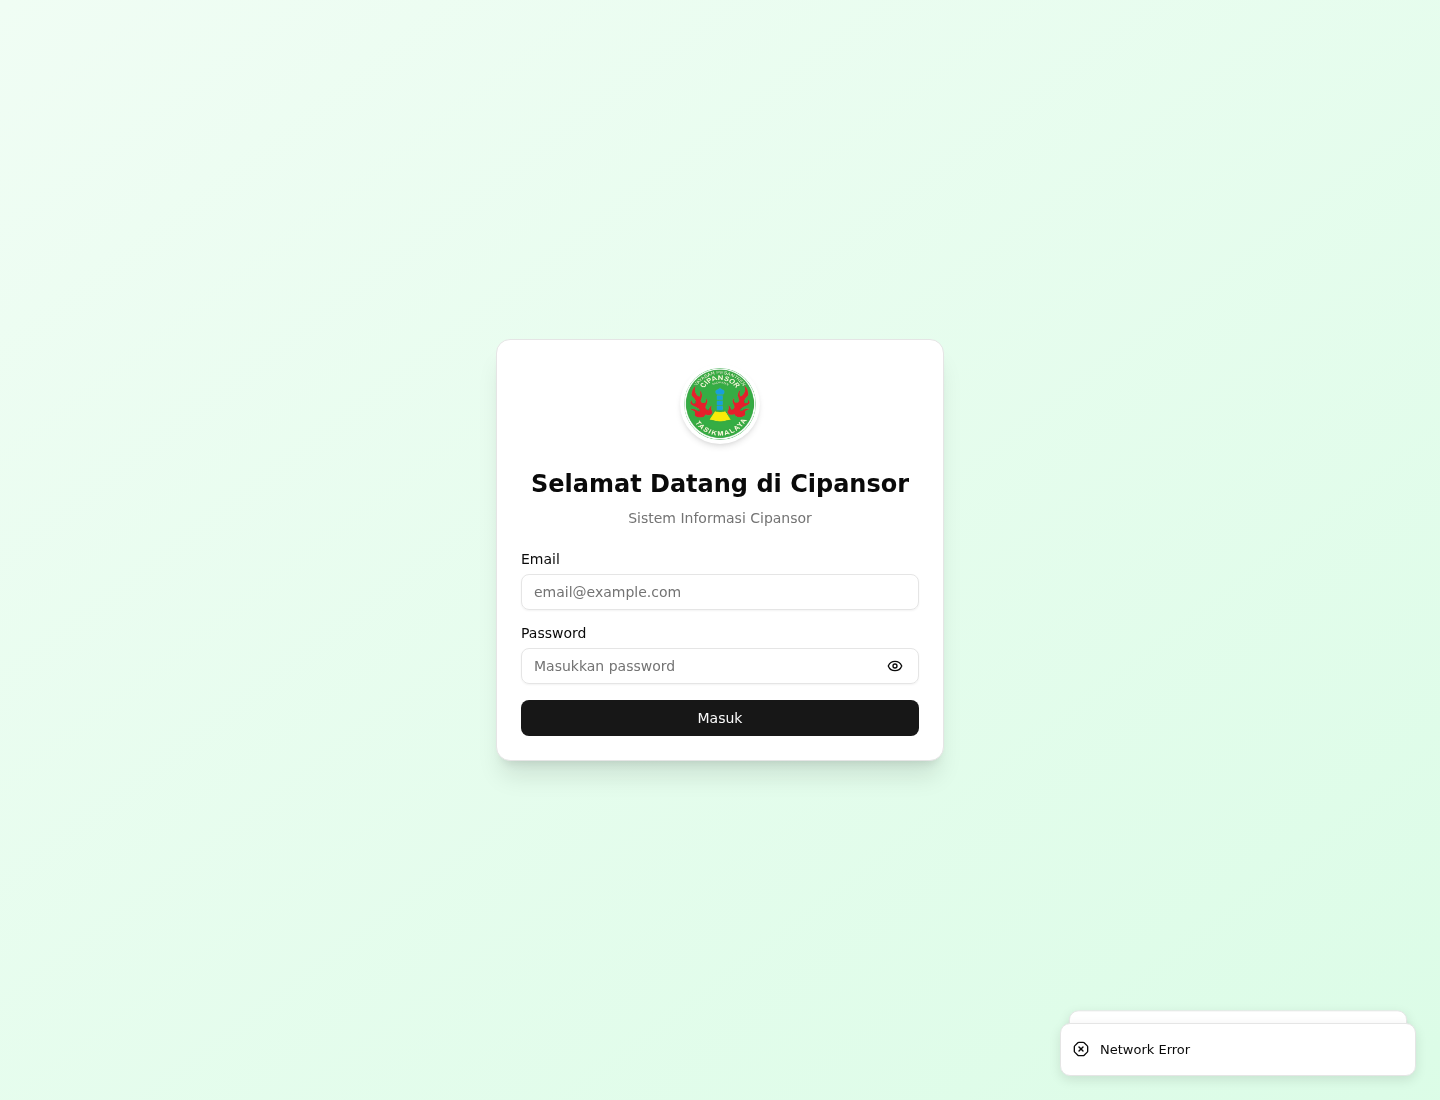 CIPANSOR
TASIKMALAYA
Selamat Datang di Cipansor
Sistem Informasi Cipansor
Email
email@example.com
Password
Masukkan password
Masuk
Network Error